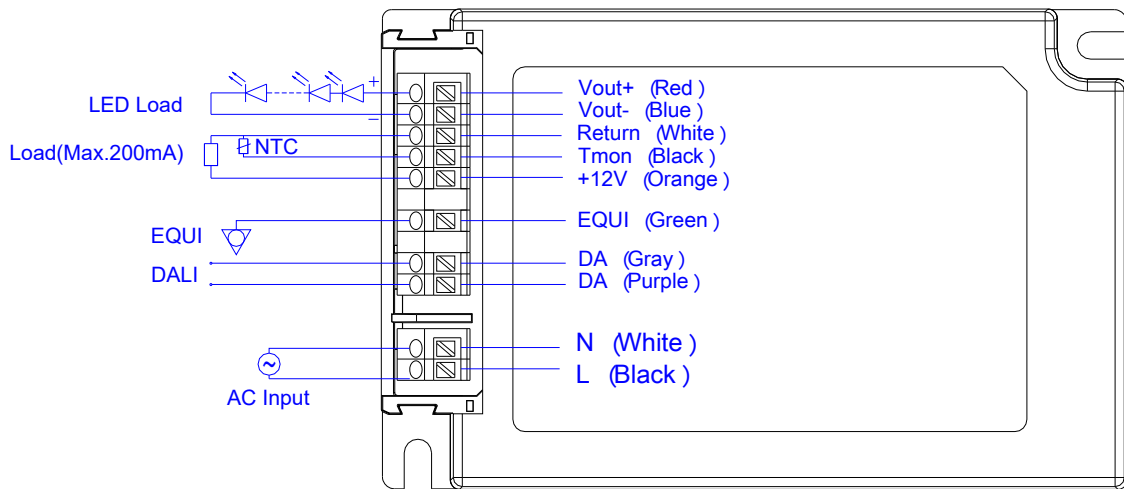 +
LED Load
−
Load(Max.200mA)
NTC
EQUI
DALI
AC Input
Vout+ (Red)
Vout- (Blue)
Return (White)
Tmon (Black)
+12V (Orange)
EQUI (Green)
DA (Gray)
DA (Purple)
N (White)
L (Black)